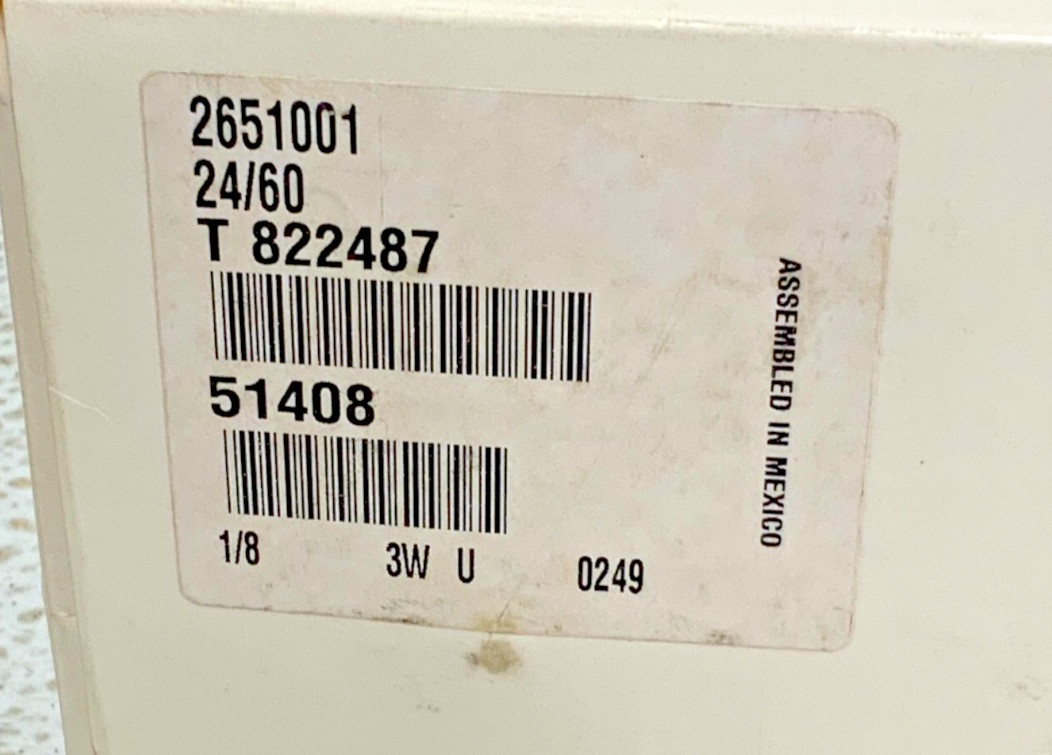 2651001
24/60
T 822487
51408
1/8 3W U 0249
ASSEMBLED IN MEXICO